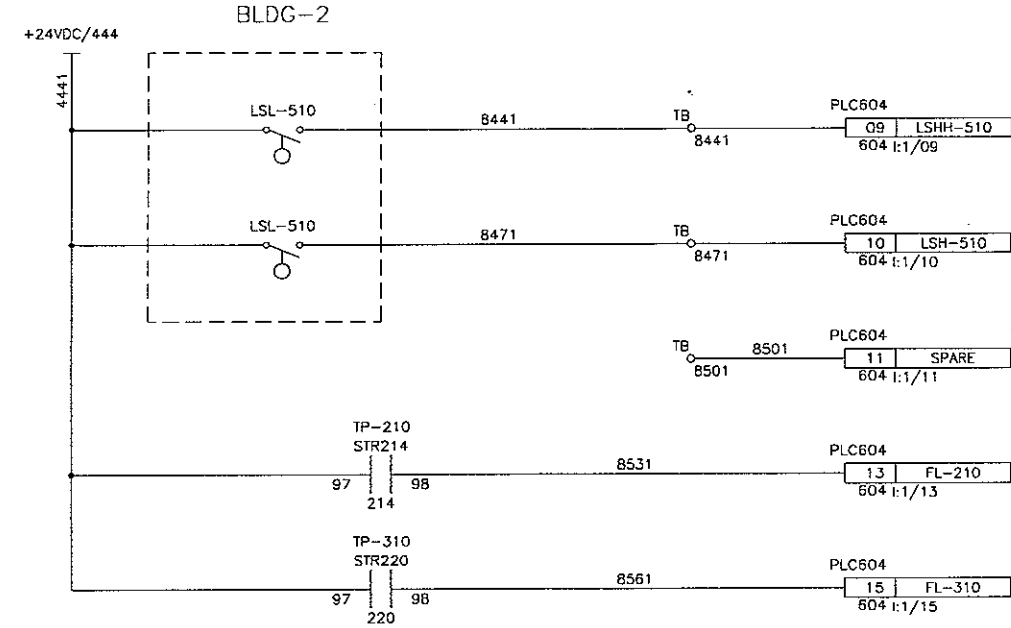 BLDG-2
+24VDC/444
4441
LSL-510
8441
TB
8441
PLC604
09 LSHH-510
604 I:1/09
LSL-510
8471
TB
8471
PLC604
10 LSH-510
604 I:1/10
TB
8501
8501
PLC604
11 SPARE
604 I:1/11
TP-210
STR214
97 98
214
8531
PLC604
13 FL-210
604 I:1/13
TP-310
STR220
97 98
220
8561
PLC604
15 FL-310
604 I:1/15